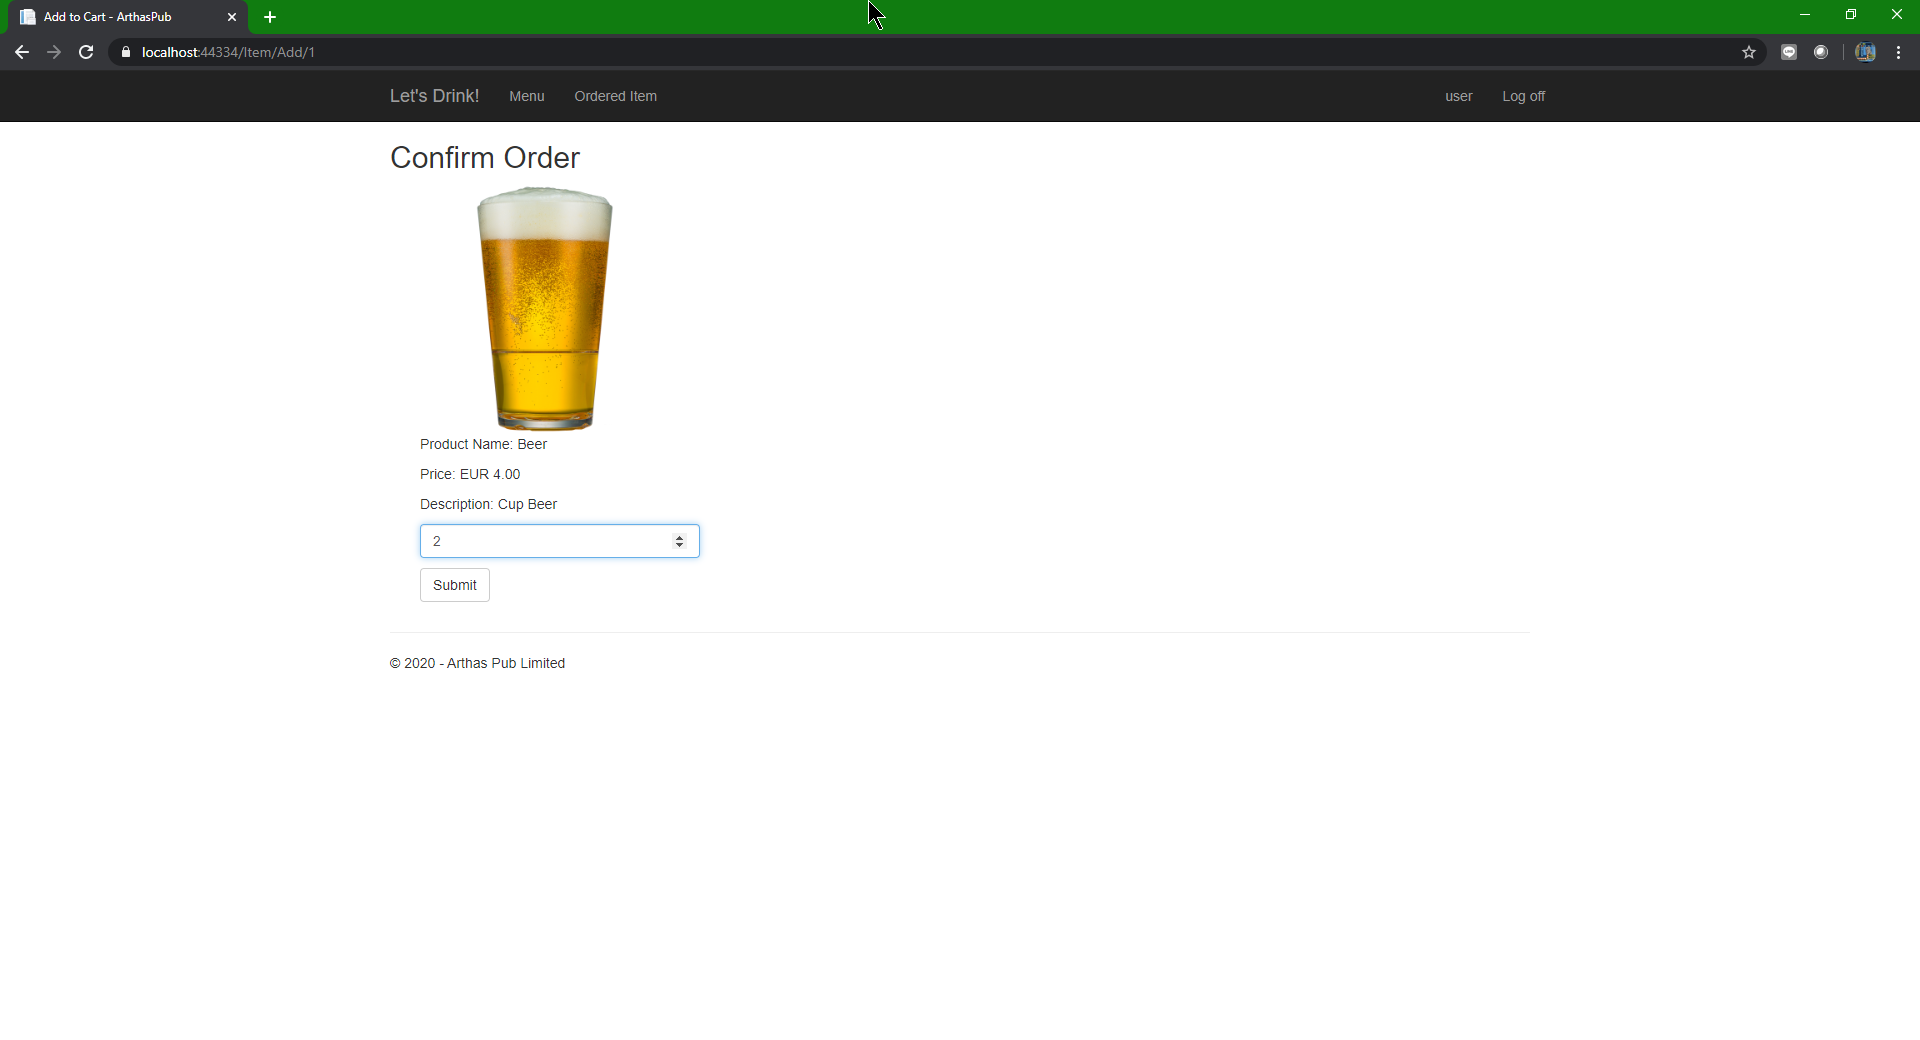 Add to Cart - ArthasPub
localhost:44334/Item/Add/1
Let's Drink! Menu Ordered Item user Log off
Confirm Order
Product Name: Beer
Price: EUR 4.00
Description: Cup Beer
2
Submit
© 2020 - Arthas Pub Limited